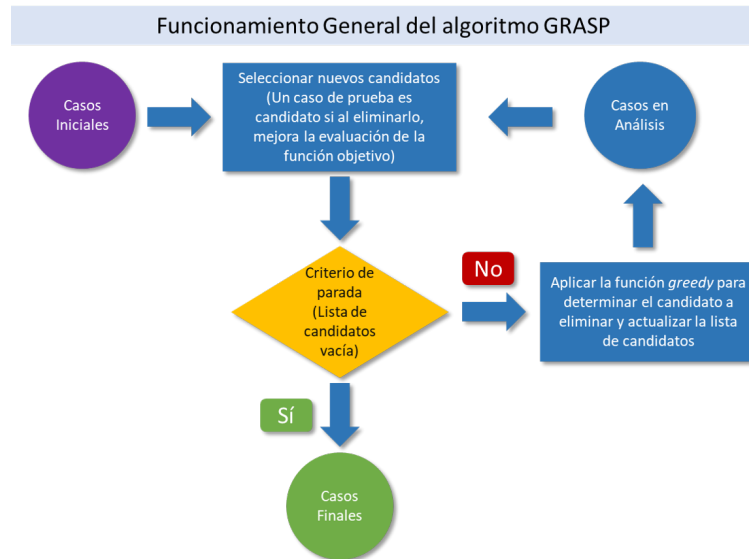 Funcionamiento General del algoritmo GRASP
Casos
Iniciales
Seleccionar nuevos candidatos
(Un caso de prueba es
candidato si al eliminarlo,
mejora la evaluación de la
función objetivo)
Casos en
Análisis
Criterio de
parada
(Lista de
candidatos
vacía)
No
Aplicar la función greedy para
determinar el candidato a
eliminar y actualizar la lista
de candidatos
Sí
Casos
Finales